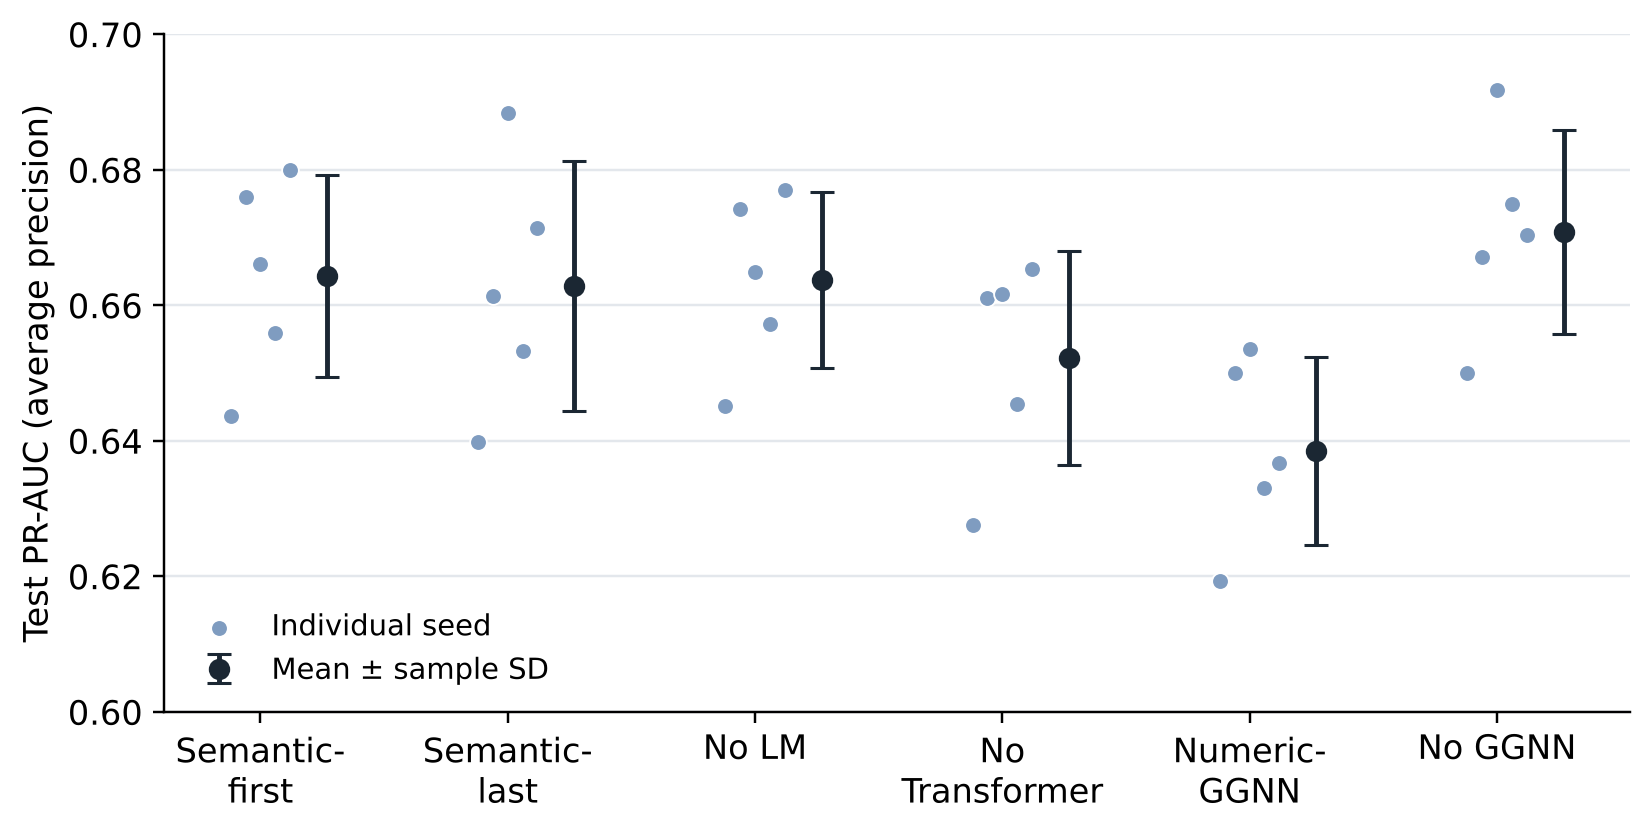 Test PR-AUC (average precision)
0.70
0.68
0.66
0.64
0.62
0.60
Individual seed
Mean ± sample SD
Semantic-
first
Semantic-
last
No LM
No
Transformer
Numeric-
GGNN
No GGNN